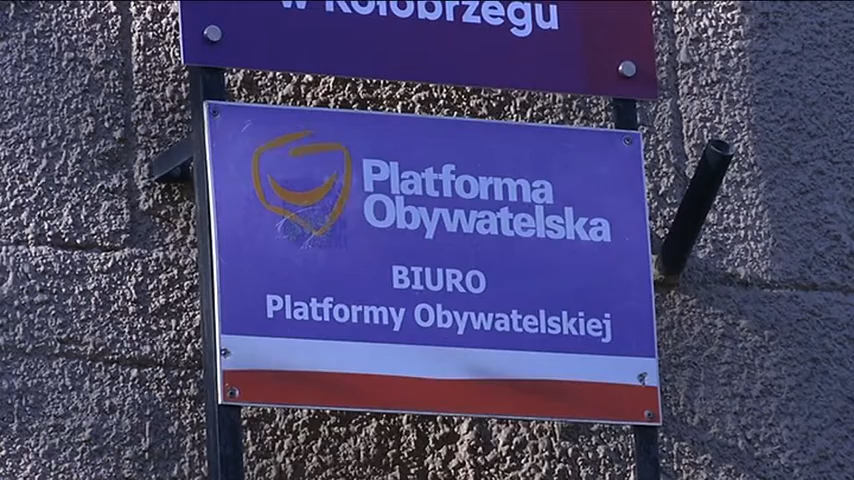 w Kołobrzegu
Platforma
Obywatelska
BIURO
Platformy Obywatelskiej